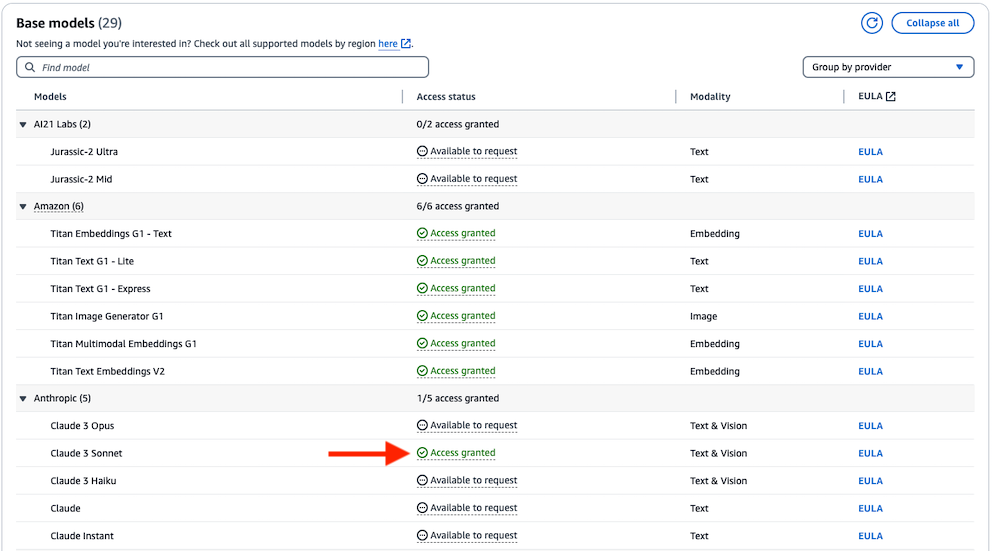 Base models (29)
Collapse all
Not seeing a model you're interested in? Check out all supported models by region here.
Find model
Group by provider
Models Access status Modality EULA
AI21 Labs (2) 0/2 access granted
Jurassic-2 Ultra Available to request Text EULA
Jurassic-2 Mid Available to request Text EULA
Amazon (6) 6/6 access granted
Titan Embeddings G1 - Text Access granted Embedding EULA
Titan Text G1 - Lite Access granted Text EULA
Titan Text G1 - Express Access granted Text EULA
Titan Image Generator G1 Access granted Image EULA
Titan Multimodal Embeddings G1 Access granted Embedding EULA
Titan Text Embeddings V2 Access granted Embedding EULA
Anthropic (5) 1/5 access granted
Claude 3 Opus Available to request Text & Vision EULA
Claude 3 Sonnet Access granted Text & Vision EULA
Claude 3 Haiku Available to request Text & Vision EULA
Claude Available to request Text EULA
Claude Instant Available to request Text EULA